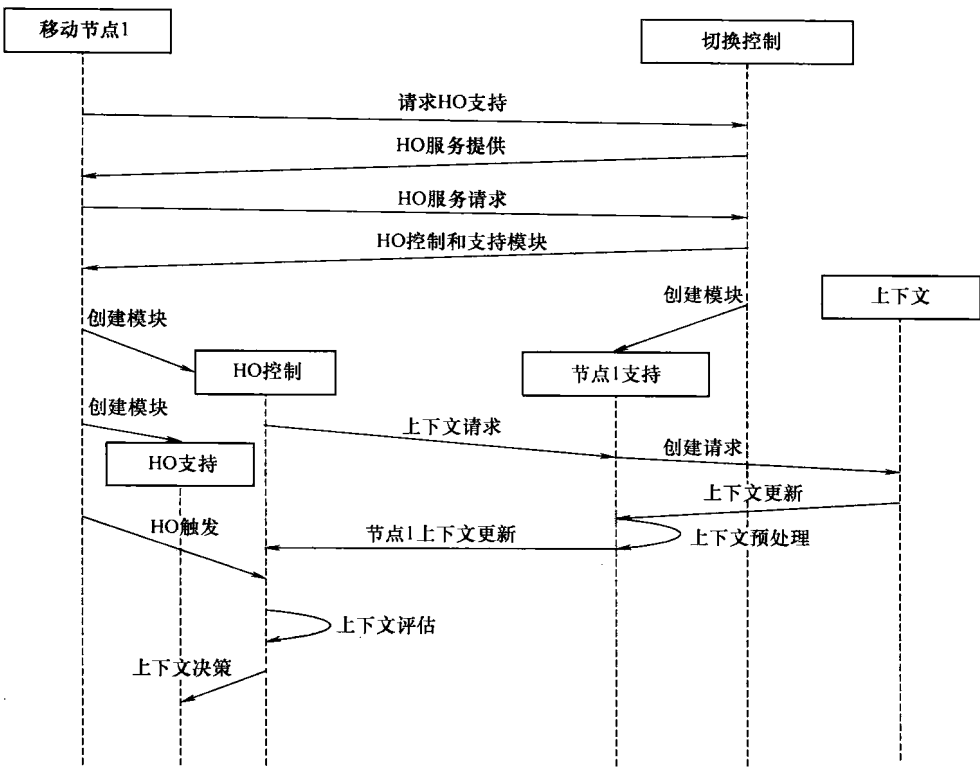 移动节点1
切换控制
请求HO支持
HO服务提供
HO服务请求
HO控制和支持模块
创建模块
上下文
创建模块
HO控制
节点1支持
创建模块
上下文请求
创建请求
HO支持
上下文更新
HO触发
节点1上下文更新
上下文预处理
上下文评估
上下文决策